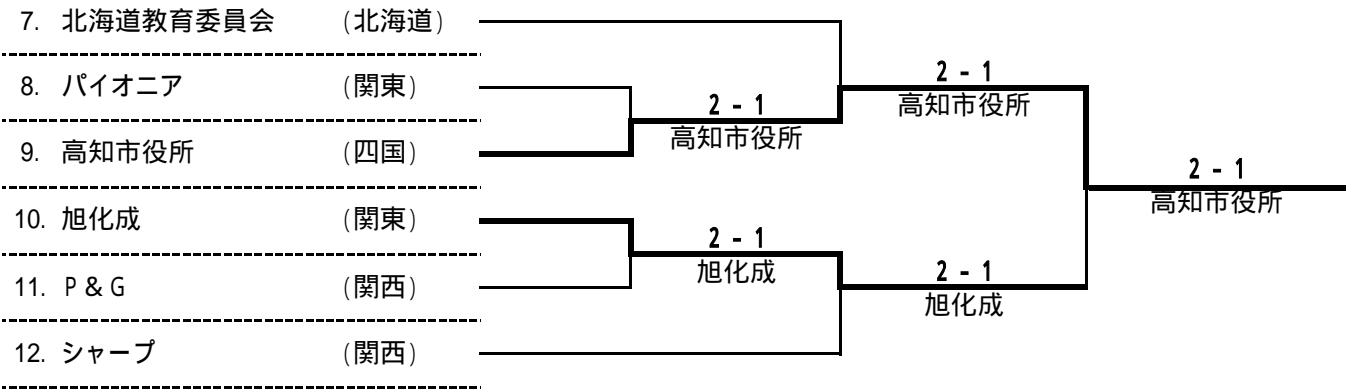 7. 北海道教育委員会 (北海道)
2 - 1
8. パイオニア (関東)
高知市役所
2 - 1
高知市役所
9. 高知市役所 (四国)
2 - 1
高知市役所
10. 旭化成 (関東)
2 - 1
旭化成
2 - 1
旭化成
11. P & G (関西)
12. シャープ (関西)